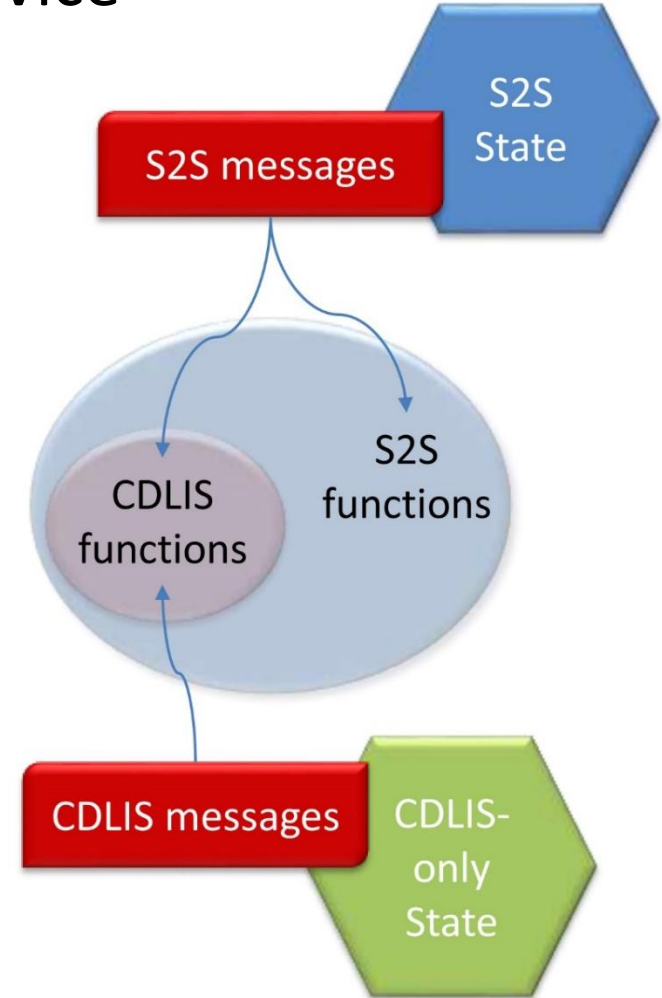 S2S
State
S2S messages
S2S
functions
CDLIS
functions
CDLIS messages
CDLIS-
only
State